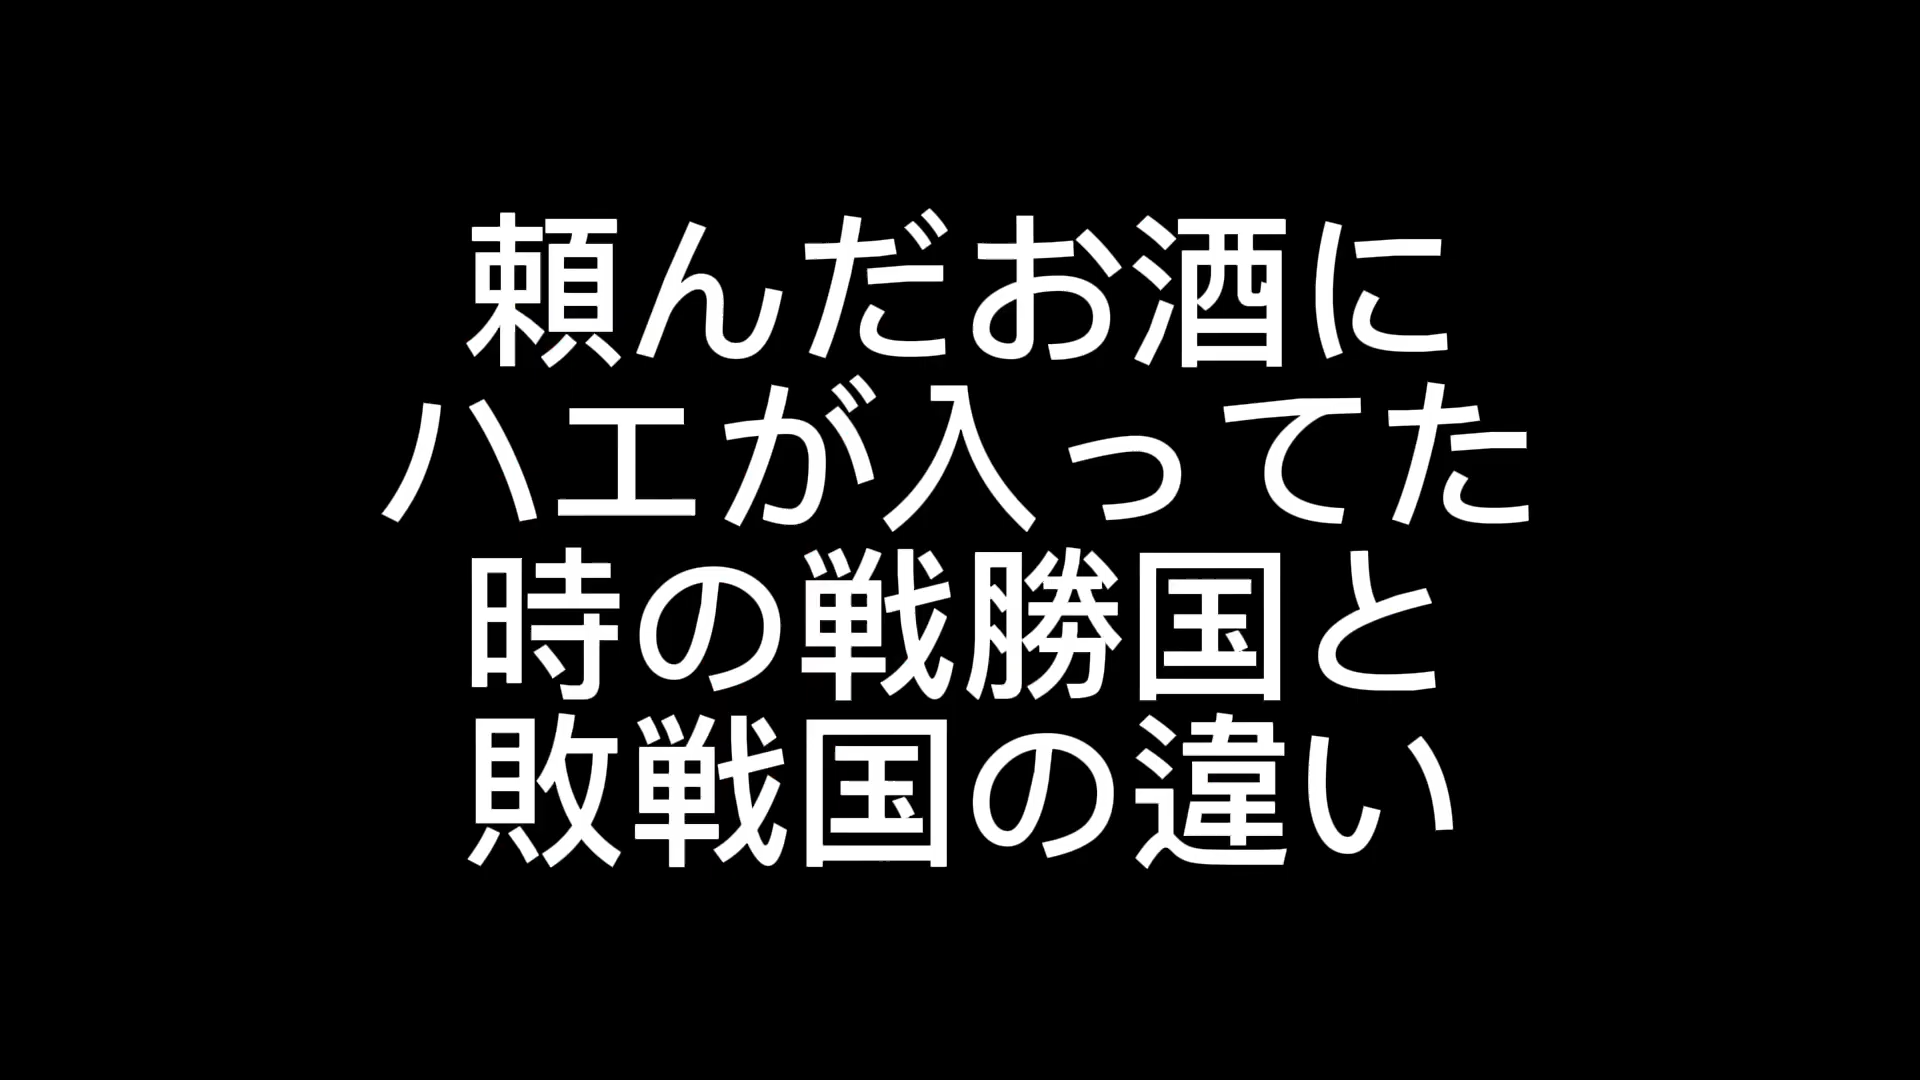 頼んだお酒に
ハエが入ってた
時の戦勝国と
敗戦国の違い